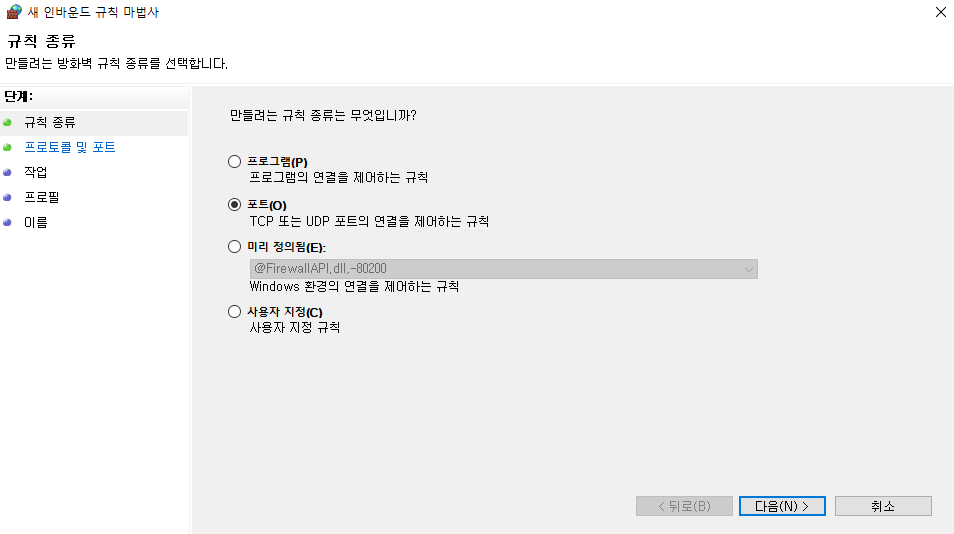 새 인바운드 규칙 마법사
규칙 종류
만들려는 방화벽 규칙 종류를 선택합니다.
단계:
규칙 종류
프로토콜 및 포트
작업
프로필
이름
만들려는 규칙 종류는 무엇입니까?
프로그램(P)
프로그램의 연결을 제어하는 규칙
포트(O)
TCP 또는 UDP 포트의 연결을 제어하는 규칙
미리 정의됨(E):
@FirewallAPI.dll,-80200
Windows 환경의 연결을 제어하는 규칙
사용자 지정(C)
사용자 지정 규칙
< 뒤로(B) 다음(N) > 취소